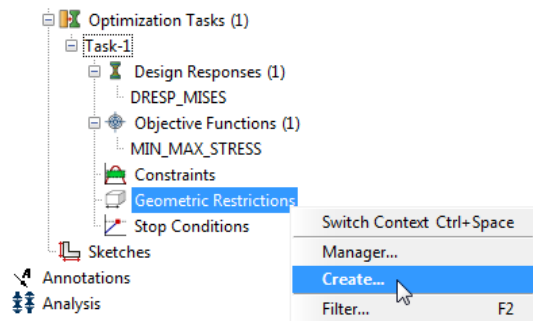 Optimization Tasks (1)
Task-1
Design Responses (1)
DRESP_MISES
Objective Functions (1)
MIN_MAX_STRESS
Constraints
Geometric Restrictions
Stop Conditions
Switch Context Ctrl+Space
Sketches
Manager...
Annotations
Create...
Analysis
Filter... F2